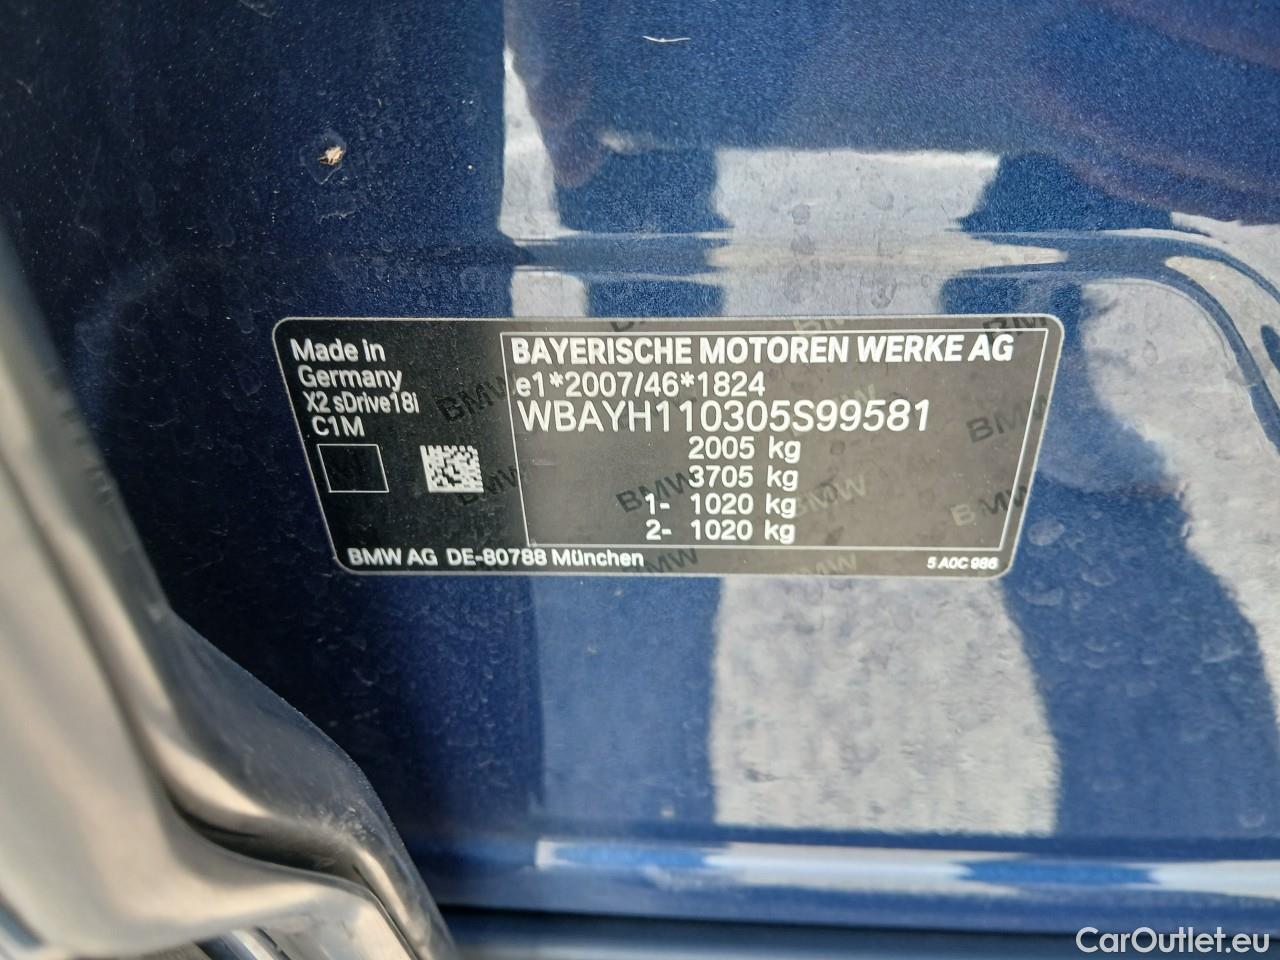 Made in
Germany
X2 sDrive18i
C1M
BAYERISCHE MOTOREN WERKE AG
e1*2007/46*1824
WBAYH110305S99581
2005 kg
3705 kg
1- 1020 kg
2- 1020 kg
BMW AG DE-80788 München
5 A0C 986
CarOutlet.eu